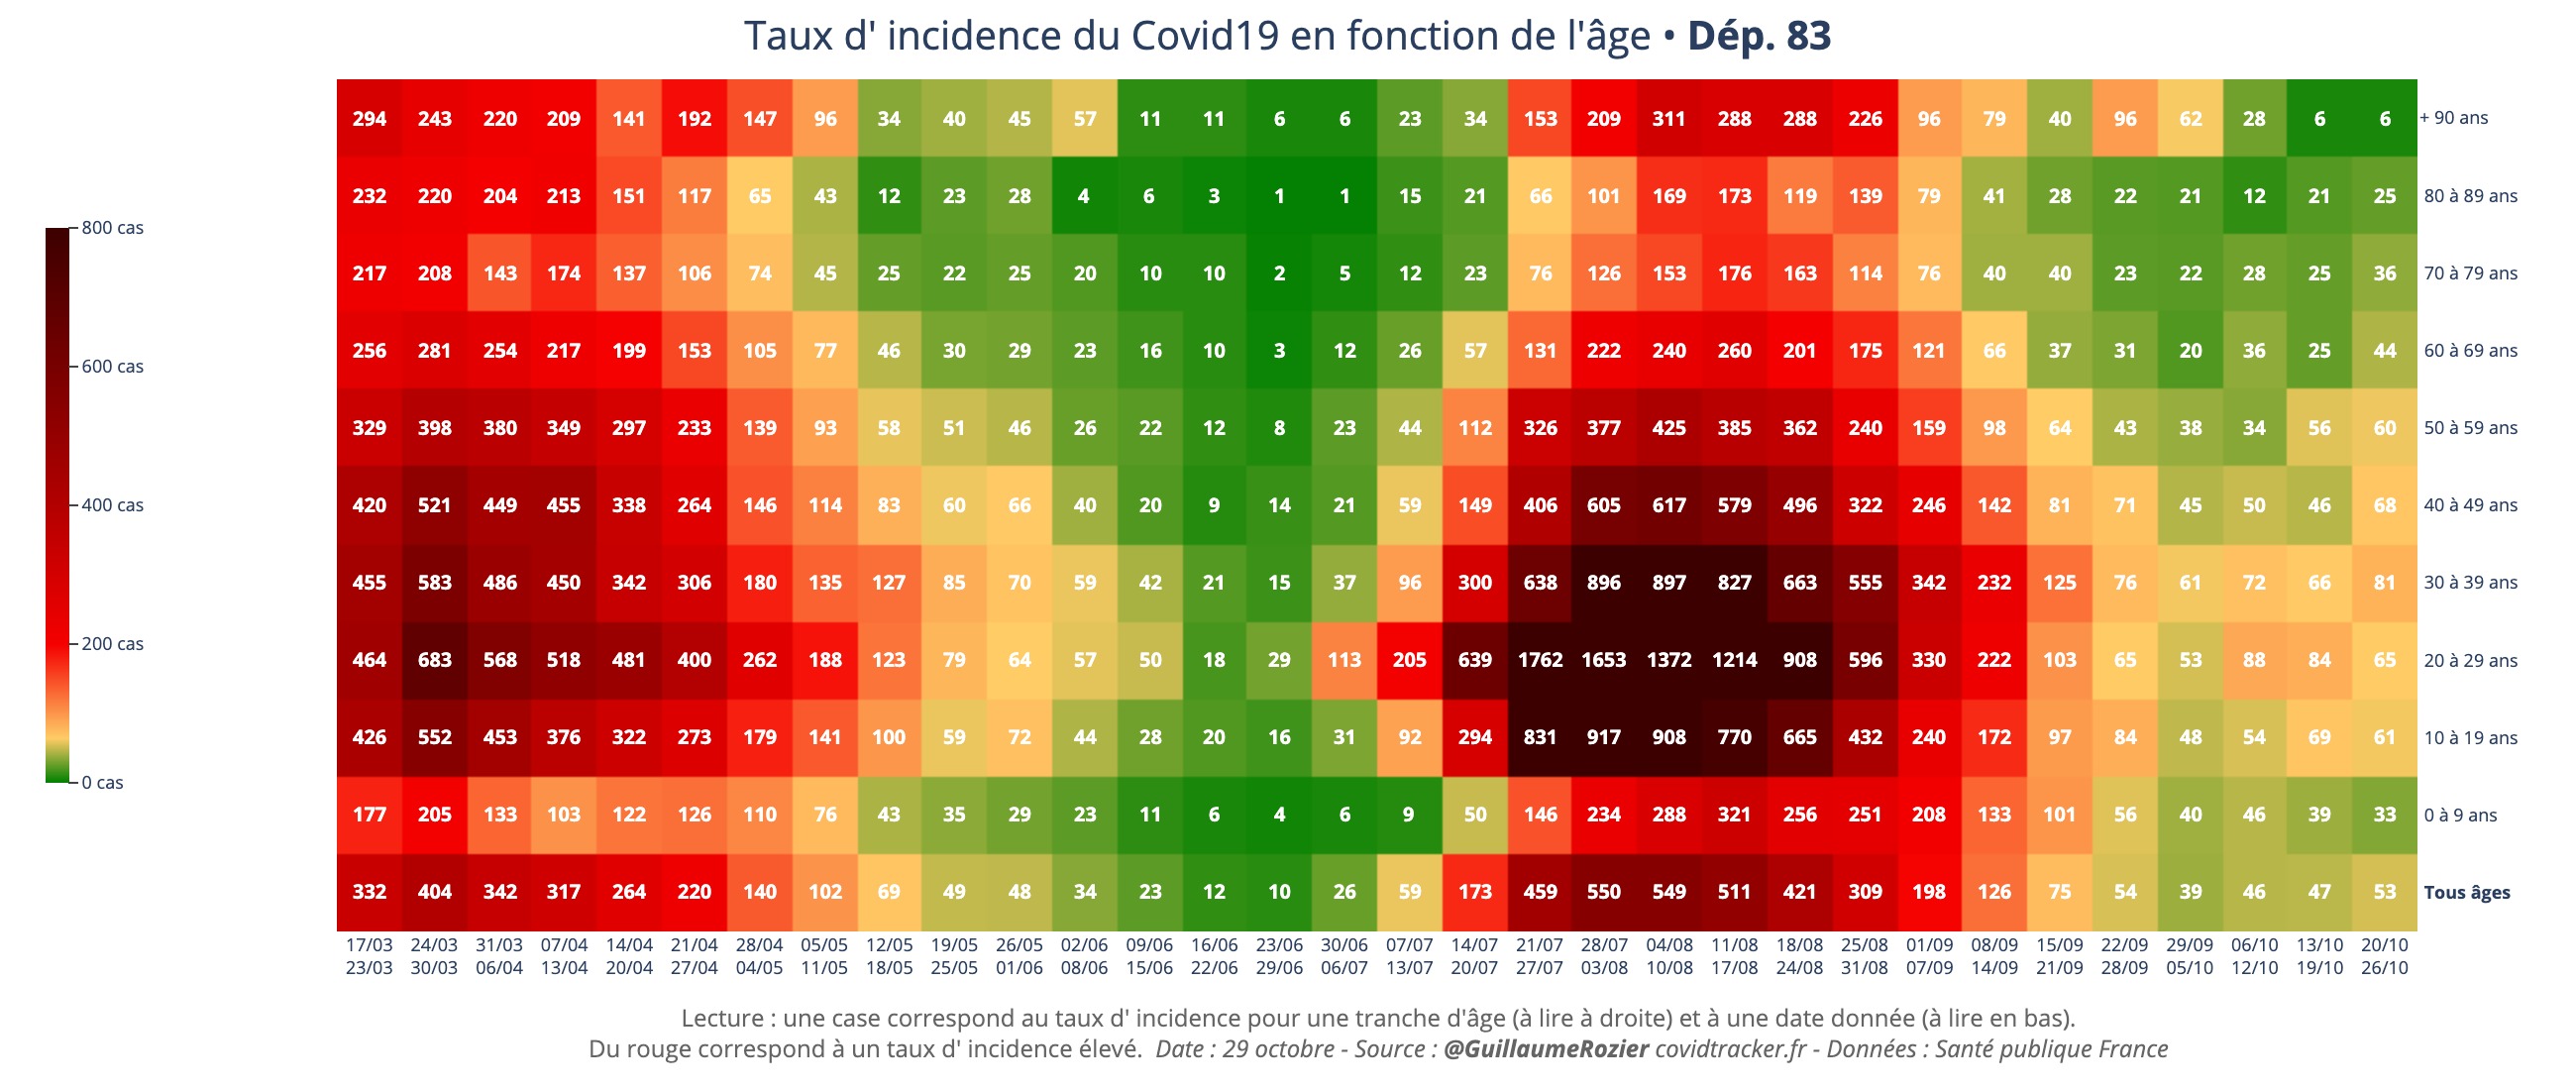 Taux d' incidence du Covid19 en fonction de l'âge • Dép. 83
294 243 220 209 141 192 147 96 34 40 45 57 11 11 6 6 23 34 153 209 311 288 288 226 96 79 40 96 62 28 6 6 + 90 ans
232 220 204 213 151 117 65 43 12 23 28 4 6 3 1 1 15 21 66 101 169 173 119 139 79 41 28 22 21 12 21 25 80 à 89 ans
217 208 143 174 137 106 74 45 25 22 25 20 10 10 2 5 12 23 76 126 153 176 163 114 76 40 40 23 22 28 25 36 70 à 79 ans
256 281 254 217 199 153 105 77 46 30 29 23 16 10 3 12 26 57 131 222 240 260 201 175 121 66 37 31 20 36 25 44 60 à 69 ans
329 398 380 349 297 233 139 93 58 51 46 26 22 12 8 23 44 112 326 377 425 385 362 240 159 98 64 43 38 34 56 60 50 à 59 ans
420 521 449 455 338 264 146 114 83 60 66 40 20 9 14 21 59 149 406 605 617 579 496 322 246 142 81 71 45 50 46 68 40 à 49 ans
455 583 486 450 342 306 180 135 127 85 70 59 42 21 15 37 96 300 638 896 897 827 663 555 342 232 125 76 61 72 66 81 30 à 39 ans
464 683 568 518 481 400 262 188 123 79 64 57 50 18 29 113 205 639 1762 1653 1372 1214 908 596 330 222 103 65 53 88 84 65 20 à 29 ans
426 552 453 376 322 273 179 141 100 59 72 44 28 20 16 31 92 294 831 917 908 770 665 432 240 172 97 84 48 54 69 61 10 à 19 ans
177 205 133 103 122 126 110 76 43 35 29 23 11 6 4 6 9 50 146 234 288 321 256 251 208 133 101 56 40 46 39 33 0 à 9 ans
332 404 342 317 264 220 140 102 69 49 48 34 23 12 10 26 59 173 459 550 549 511 421 309 198 126 75 54 39 46 47 53 Tous âges
17/03 24/03 31/03 07/04 14/04 21/04 28/04 05/05 12/05 19/05 26/05 02/06 09/06 16/06 23/06 30/06 07/07 14/07 21/07 28/07 04/08 11/08 18/08 25/08 01/09 08/09 15/09 22/09 29/09 06/10 13/10 20/10
23/03 30/03 06/04 13/04 20/04 27/04 04/05 11/05 18/05 25/05 01/06 08/06 15/06 22/06 29/06 06/07 13/07 20/07 27/07 03/08 10/08 17/08 24/08 31/08 07/09 14/09 21/09 28/09 05/10 12/10 19/10 26/10
800 cas
600 cas
400 cas
200 cas
0 cas
Lecture : une case correspond au taux d' incidence pour une tranche d'âge (à lire à droite) et à une date donnée (à lire en bas).
Du rouge correspond à un taux d' incidence élevé. Date : 29 octobre - Source : @GuillaumeRozier covidtracker.fr - Données : Santé publique France